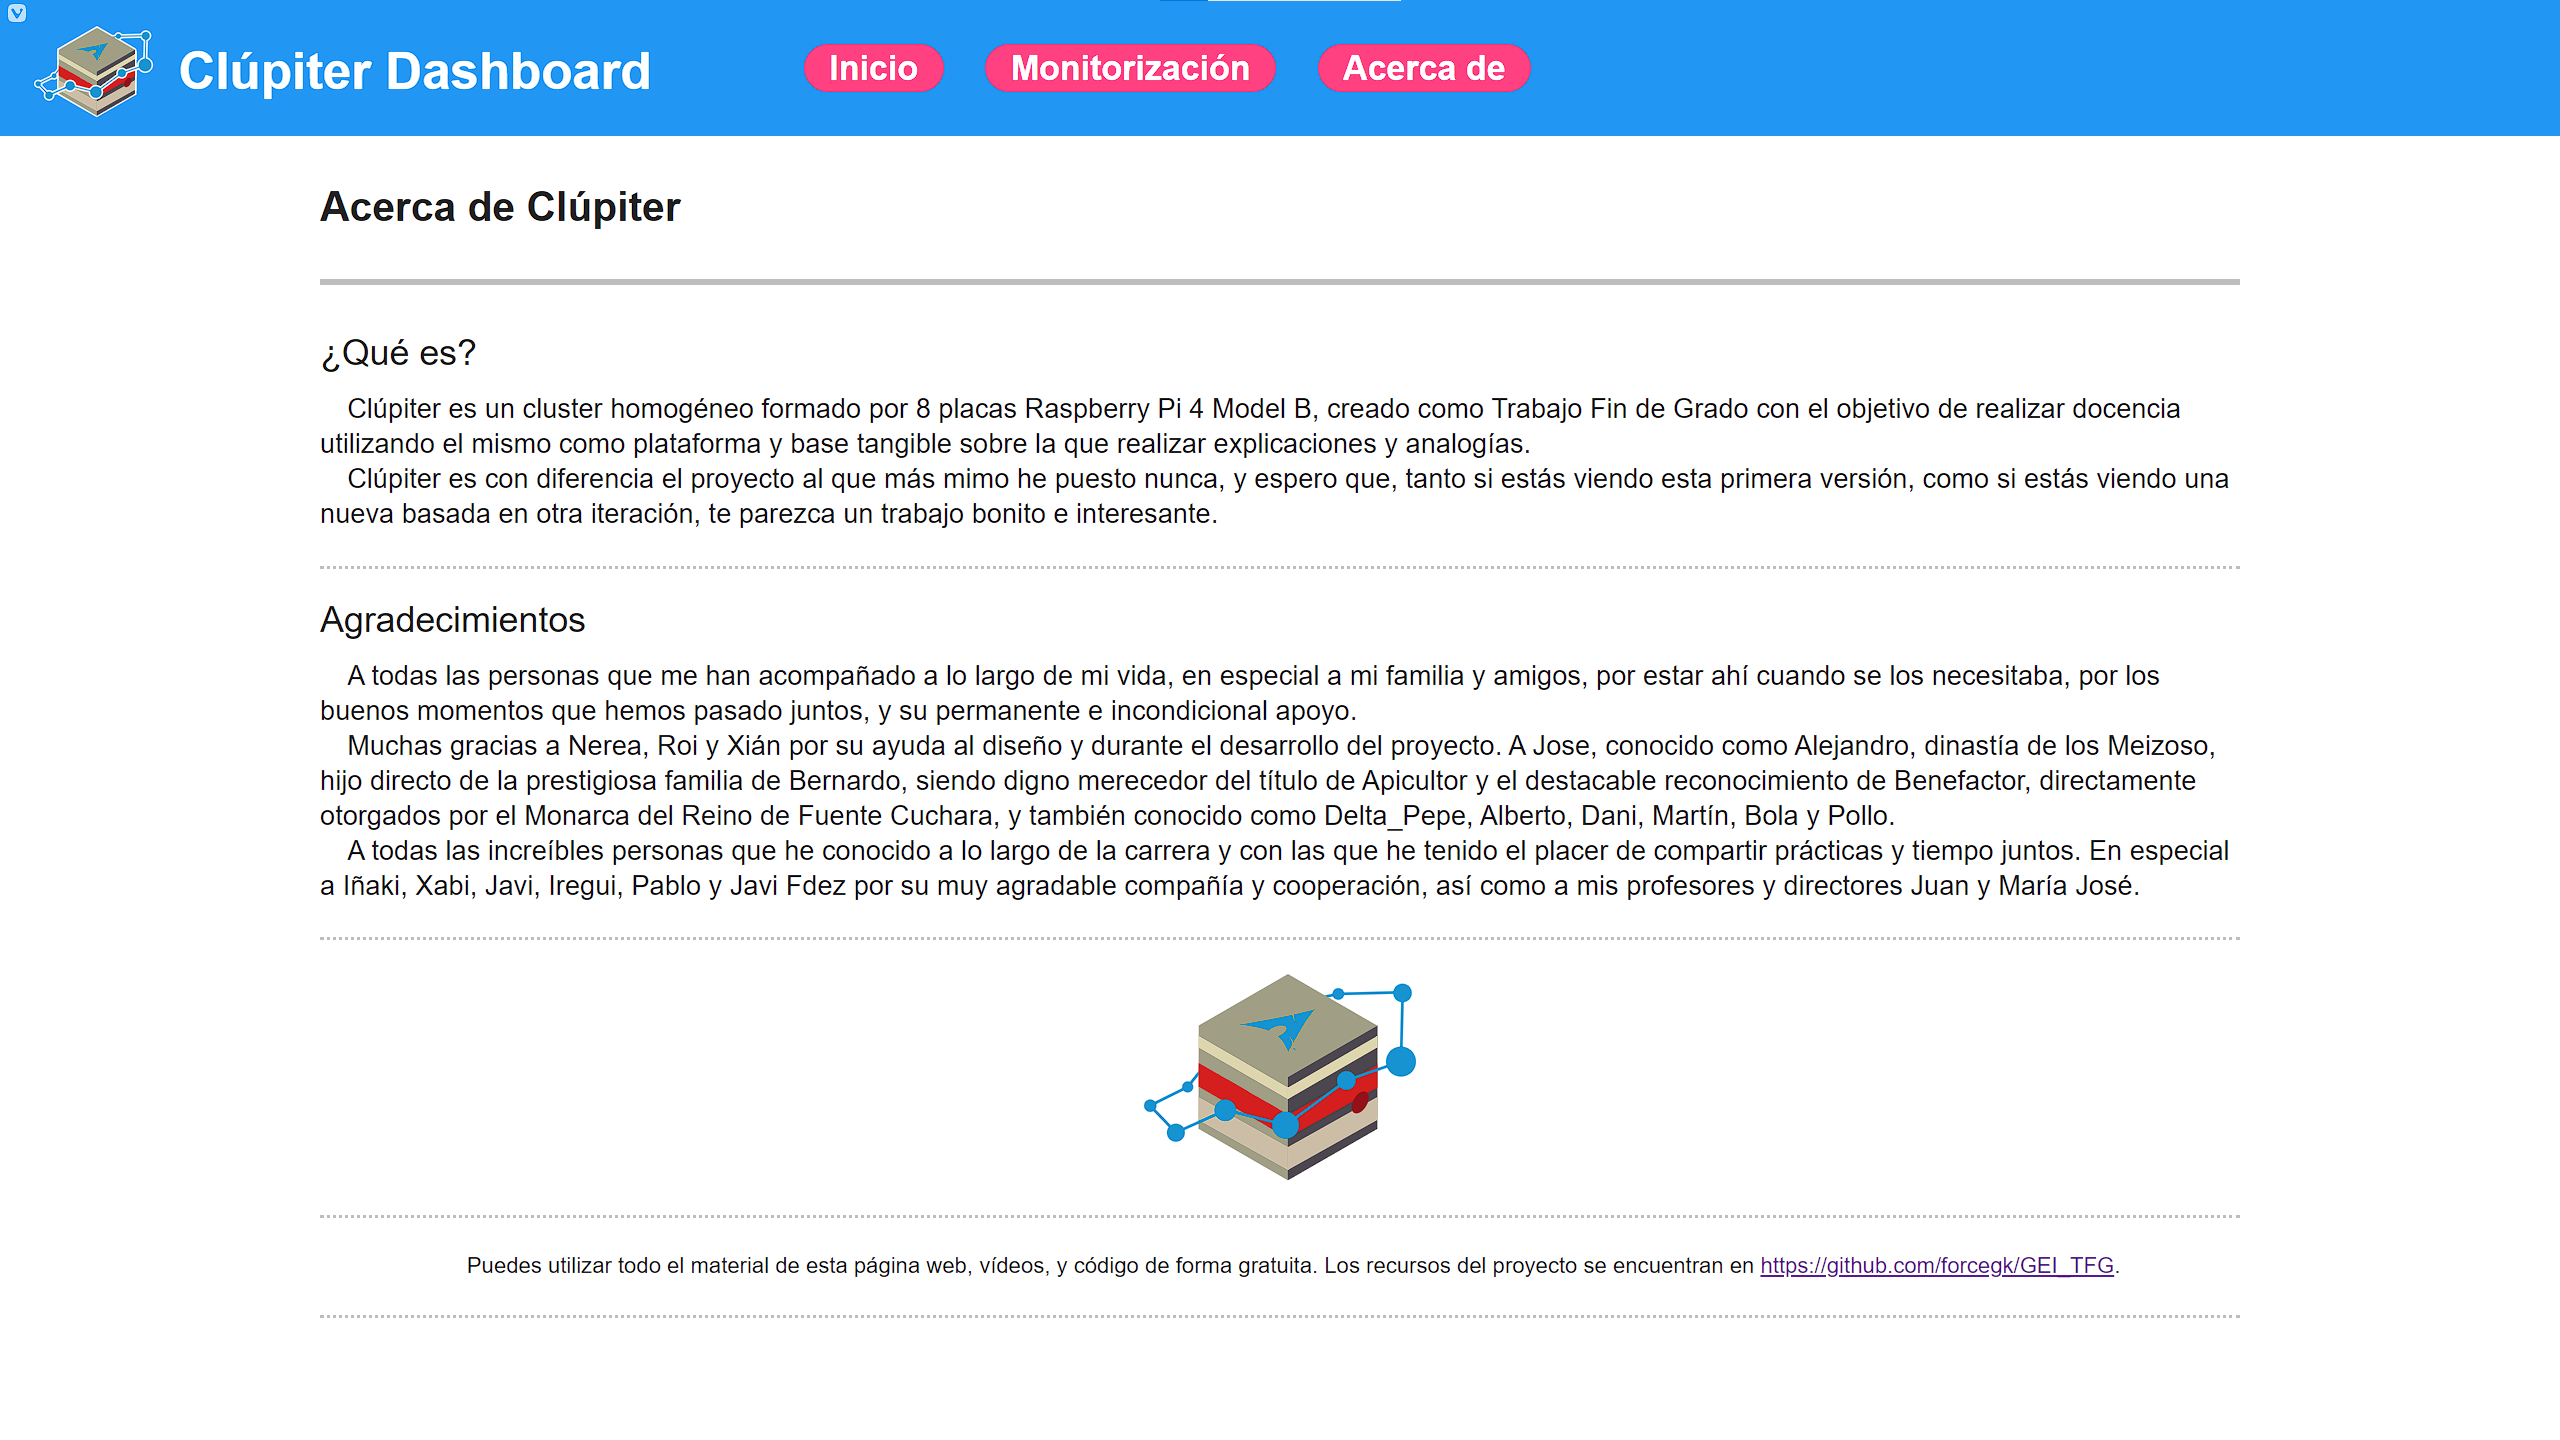 Clúpiter Dashboard
Inicio
Monitorización
Acerca de
Acerca de Clúpiter
¿Qué es?
Clúpiter es un cluster homogéneo formado por 8 placas Raspberry Pi 4 Model B, creado como Trabajo Fin de Grado con el objetivo de realizar docencia
utilizando el mismo como plataforma y base tangible sobre la que realizar explicaciones y analogías.
Clúpiter es con diferencia el proyecto al que más mimo he puesto nunca, y espero que, tanto si estás viendo esta primera versión, como si estás viendo una
nueva basada en otra iteración, te parezca un trabajo bonito e interesante.
Agradecimientos
A todas las personas que me han acompañado a lo largo de mi vida, en especial a mi familia y amigos, por estar ahí cuando se los necesitaba, por los
buenos momentos que hemos pasado juntos, y su permanente e incondicional apoyo.
Muchas gracias a Nerea, Roi y Xián por su ayuda al diseño y durante el desarrollo del proyecto. A Jose, conocido como Alejandro, dinastía de los Meizoso,
hijo directo de la prestigiosa familia de Bernardo, siendo digno merecedor del título de Apicultor y el destacable reconocimiento de Benefactor, directamente
otorgados por el Monarca del Reino de Fuente Cuchara, y también conocido como Delta_Pepe, Alberto, Dani, Martín, Bola y Pollo.
A todas las increíbles personas que he conocido a lo largo de la carrera y con las que he tenido el placer de compartir prácticas y tiempo juntos. En especial
a Iñaki, Xabi, Javi, Iregui, Pablo y Javi Fdez por su muy agradable compañía y cooperación, así como a mis profesores y directores Juan y María José.
Puedes utilizar todo el material de esta página web, vídeos, y código de forma gratuita. Los recursos del proyecto se encuentran en https://github.com/forcegk/GEI_TFG.